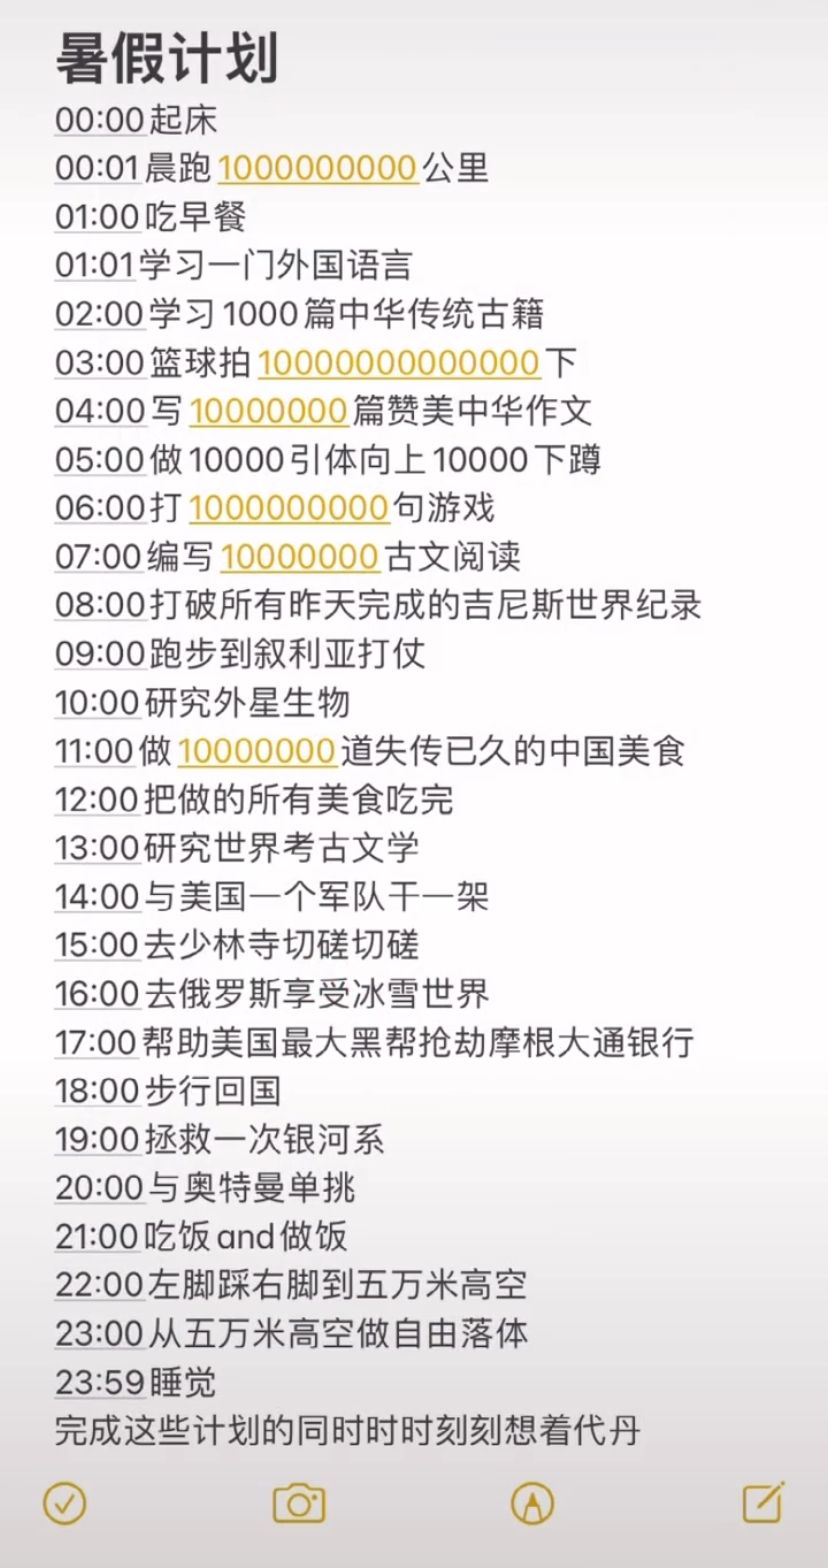 暑假计划
00:00起床
00:01晨跑1000000000公里
01:00吃早餐
01:01学习一门外国语言
02:00学习1000篇中华传统古籍
03:00篮球拍10000000000000下
04:00写10000000篇赞美中华作文
05:00做10000引体向上10000下蹲
06:00打1000000000句游戏
07:00编写10000000古文阅读
08:00打破所有昨天完成的吉尼斯世界纪录
09:00跑步到叙利亚打仗
10:00研究外星生物
11:00做10000000道失传已久的中国美食
12:00把做的所有美食吃完
13:00研究世界考古文学
14:00与美国一个军队干一架
15:00去少林寺切磋切磋
16:00去俄罗斯享受冰雪世界
17:00帮助美国最大黑帮抢劫摩根大通银行
18:00步行回国
19:00拯救一次银河系
20:00与奥特曼单挑
21:00吃饭and做饭
22:00左脚踩右脚到五万米高空
23:00从五万米高空做自由落体
23:59睡觉
完成这些计划的同时时时刻刻想着代丹